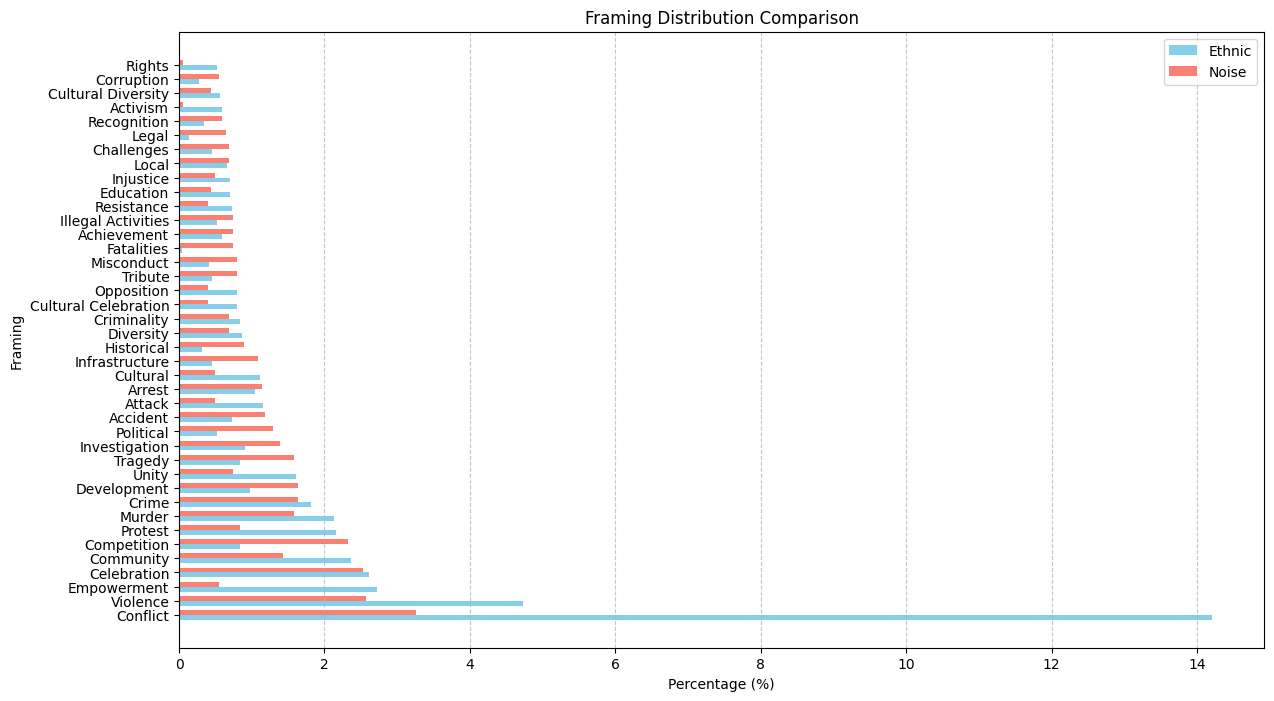 Framing Distribution Comparison
Ethnic
Noise
Framing
Rights
Corruption
Cultural Diversity
Activism
Recognition
Legal
Challenges
Local
Injustice
Education
Resistance
Illegal Activities
Achievement
Fatalities
Misconduct
Tribute
Opposition
Cultural Celebration
Criminality
Diversity
Historical
Infrastructure
Cultural
Arrest
Attack
Accident
Political
Investigation
Tragedy
Unity
Development
Crime
Murder
Protest
Competition
Community
Celebration
Empowerment
Violence
Conflict
0 2 4 6 8 10 12 14
Percentage (%)